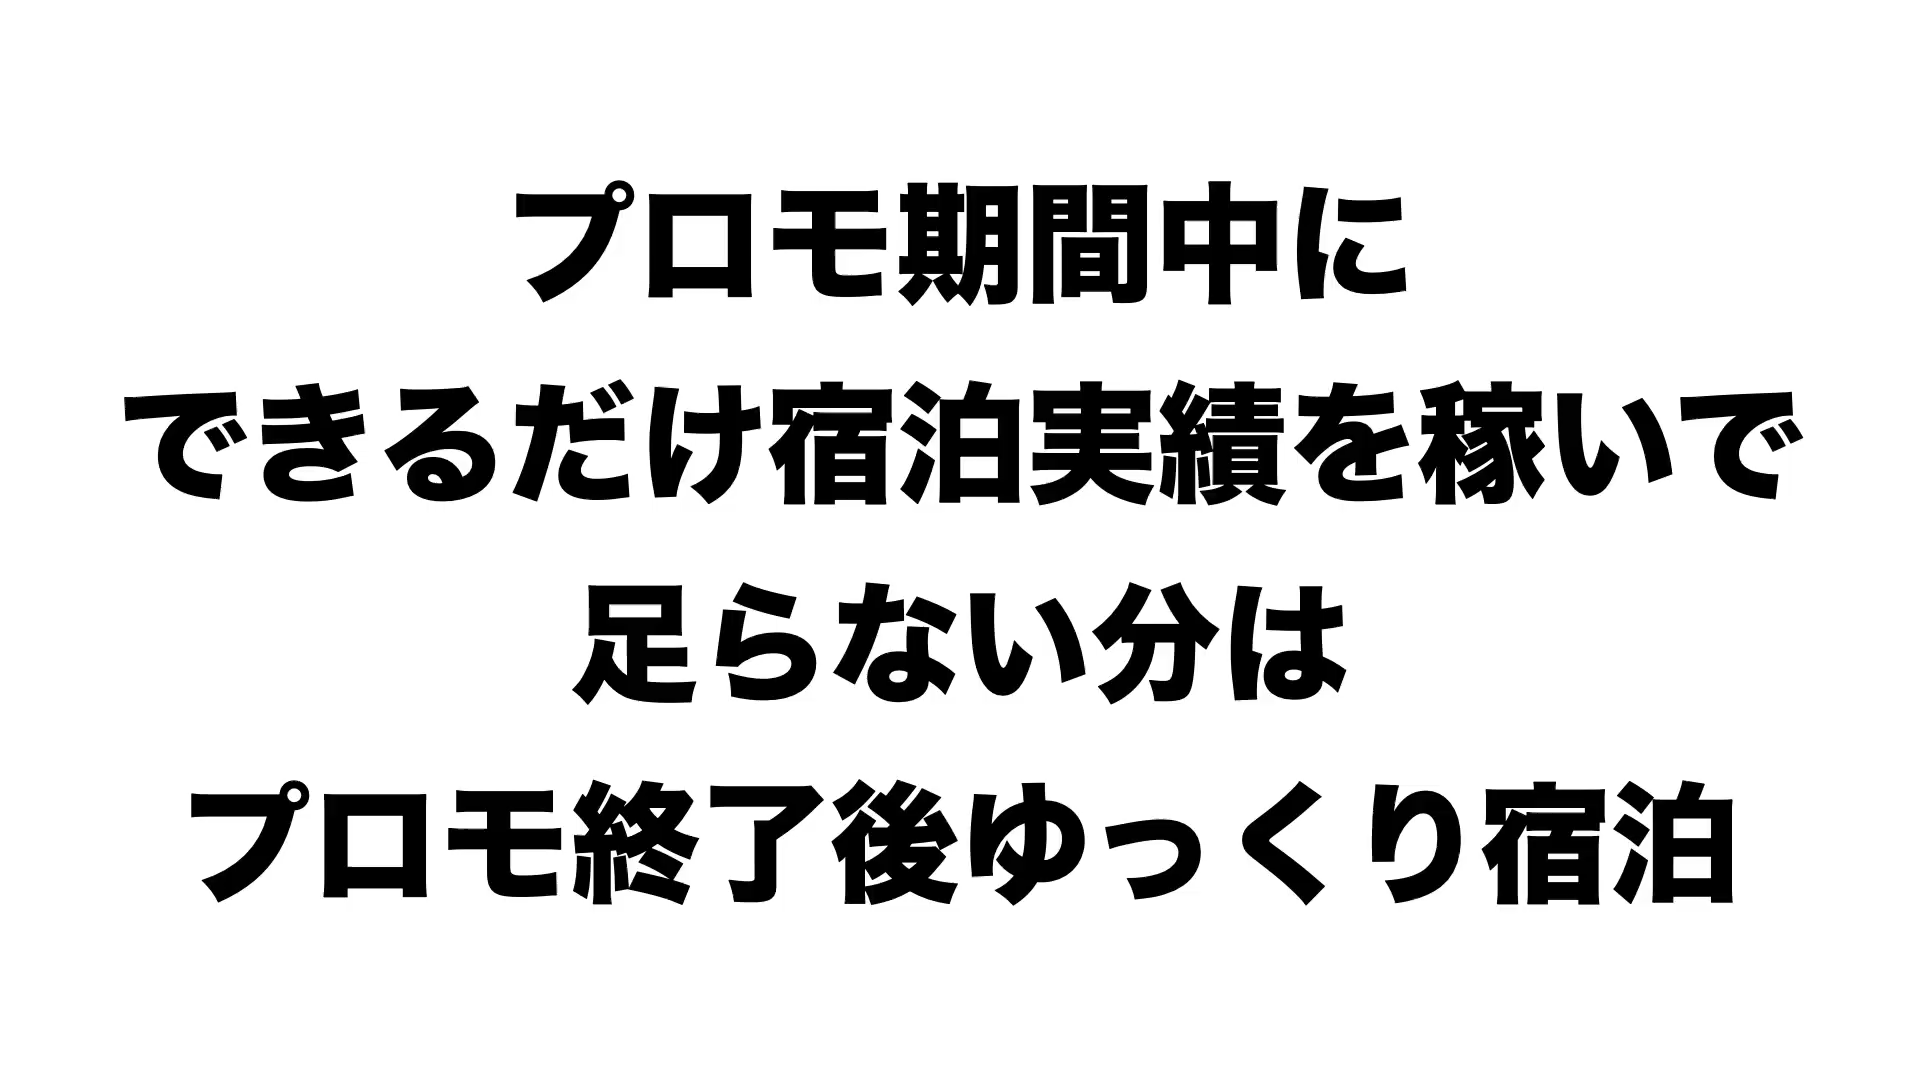 プロモ期間中に
できるだけ宿泊実績を稼いで
足らない分は
プロモ終了後ゆっくり宿泊